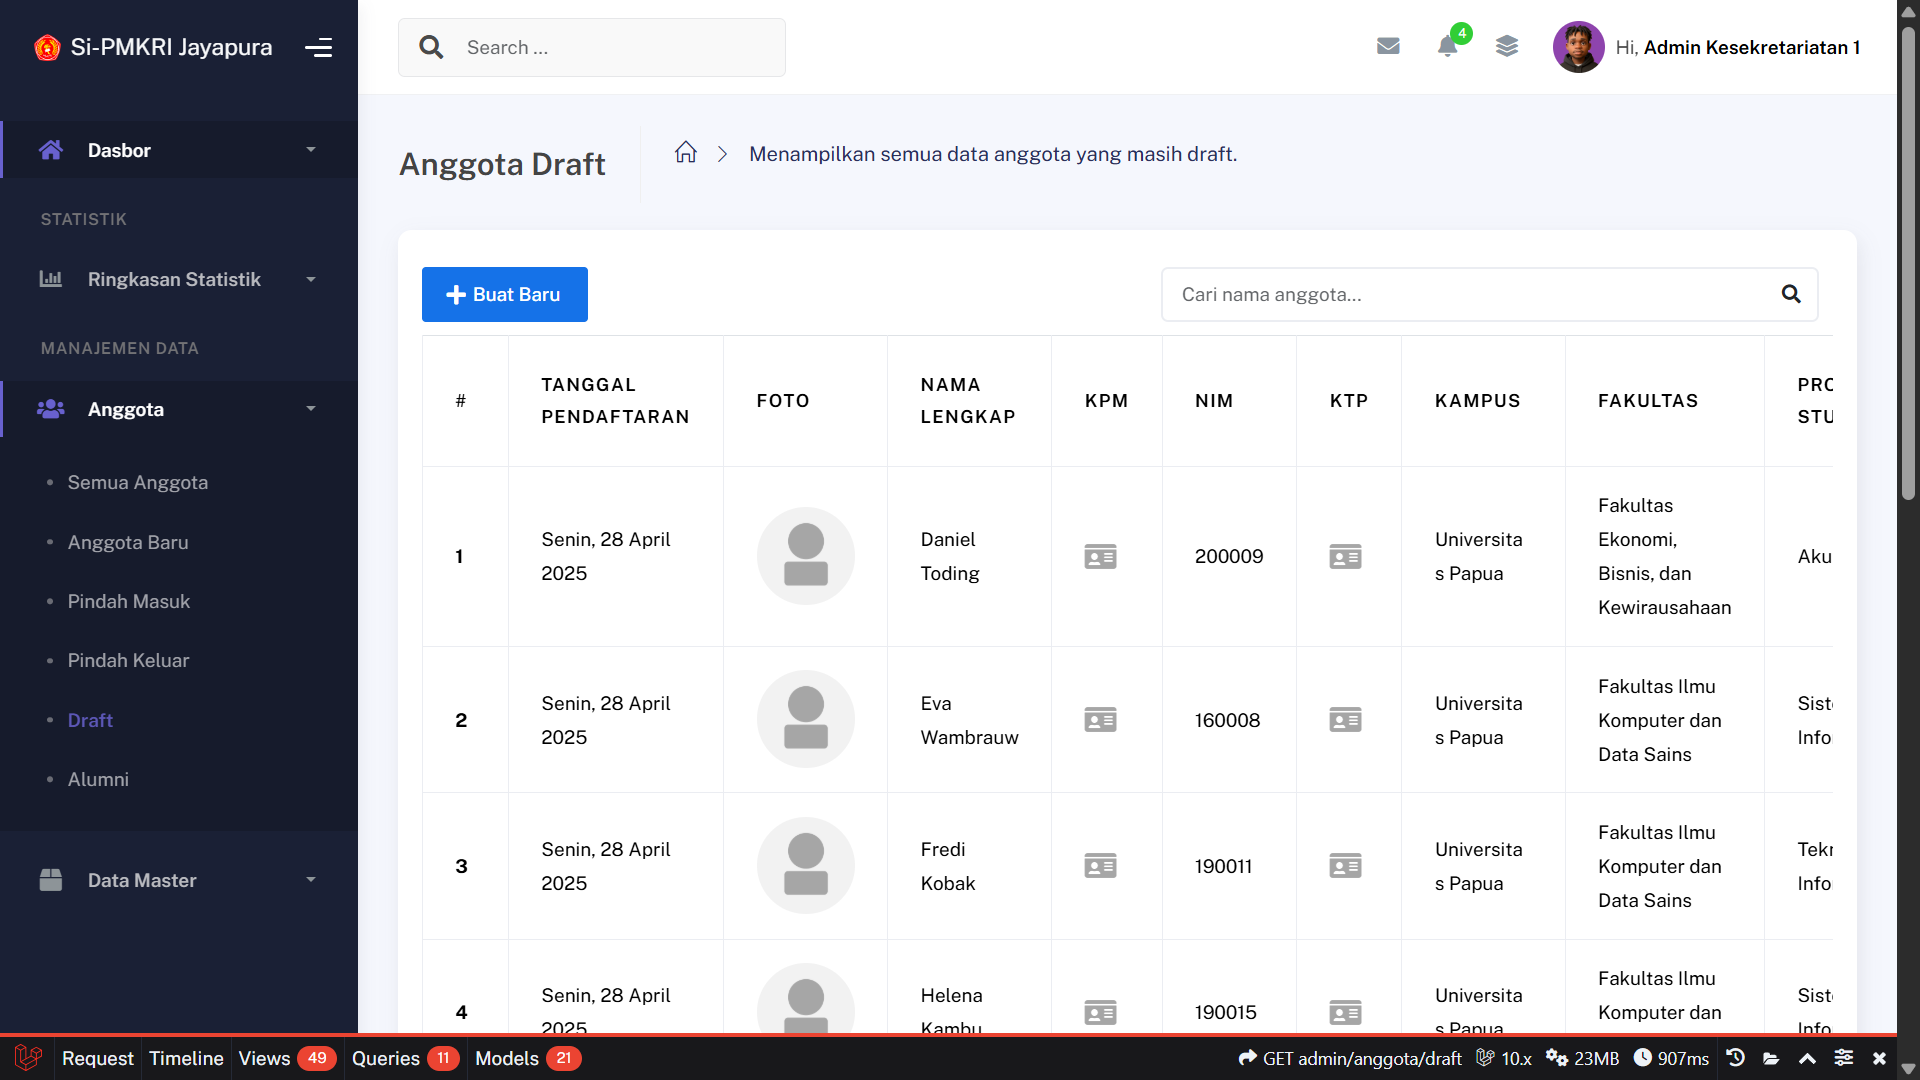 Si-PMKRI Jayapura
Search ...
4
Hi, Admin Kesekretariatan 1
Dasbor
STATISTIK
Ringkasan Statistik
MANAJEMEN DATA
Anggota
Semua Anggota
Anggota Baru
Pindah Masuk
Pindah Keluar
Draft
Alumni
Data Master
Anggota Draft
Menampilkan semua data anggota yang masih draft.
Buat Baru
Cari nama anggota...
# TANGGAL PENDAFTARAN FOTO NAMA LENGKAP KPM NIM KTP KAMPUS FAKULTAS PRO STU
1 Senin, 28 April 2025 Daniel Toding 200009 Universitas Papua Fakultas Ekonomi, Bisnis, dan Kewirausahaan Aku
2 Senin, 28 April 2025 Eva Wambrauw 160008 Universitas Papua Fakultas Ilmu Komputer dan Data Sains Sist Info
3 Senin, 28 April 2025 Fredi Kobak 190011 Universitas Papua Fakultas Ilmu Komputer dan Data Sains Tekn Info
4 Senin, 28 April 2025 Helena Kambu 190015 Universitas Papua Fakultas Ilmu Komputer dan Sist Info
Request Timeline Views 49 Queries 11 Models 21 GET admin/anggota/draft 10.x 23MB 907ms